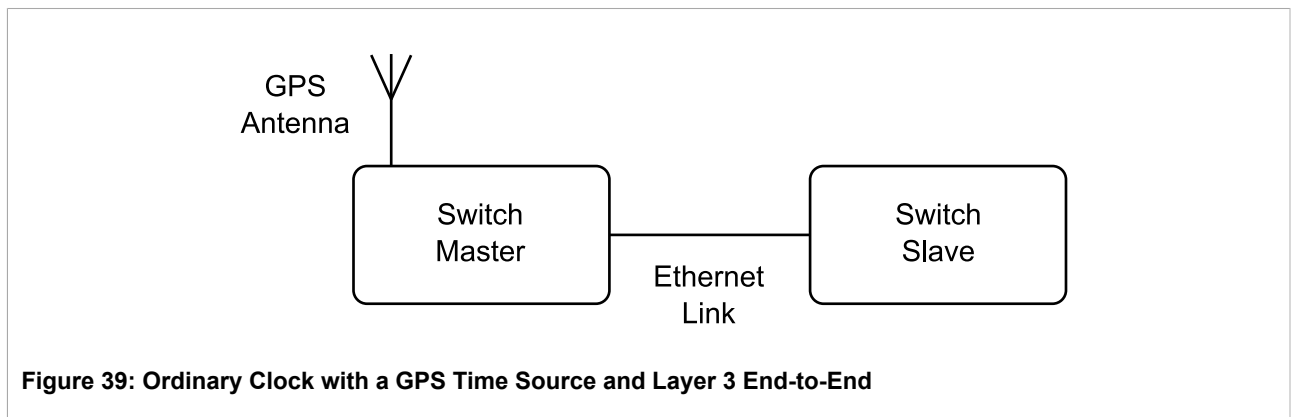 GPS
Antenna
Switch
Master
Ethernet
Link
Switch
Slave
Figure 39: Ordinary Clock with a GPS Time Source and Layer 3 End-to-End